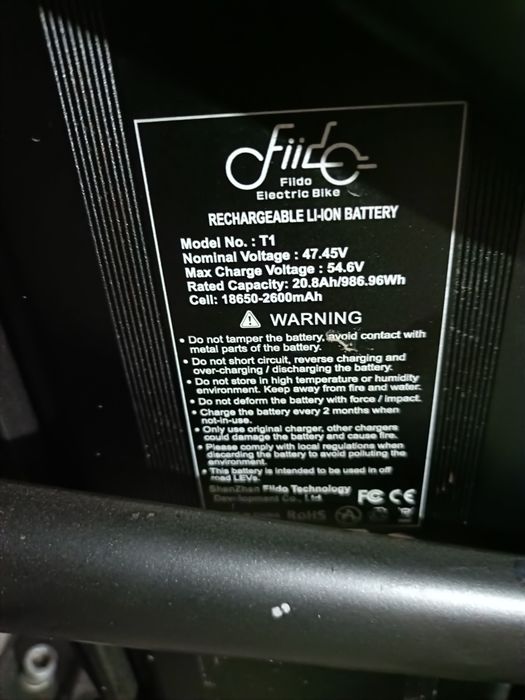 Fiido
Fiido
Electric Bike
RECHARGEABLE LI-ION BATTERY
Model No. : T1
Nominal Voltage : 47.45V
Max Charge Voltage : 54.6V
Rated Capacity: 20.8Ah/986.96Wh
Cell: 18650-2600mAh
WARNING
• Do not tamper the battery, avoid contact with
metal parts of the battery.
• Do not short circuit, reverse charging and
over-charging / discharging the battery.
• Do not store in high temperature or humidity
environment. Keep away from fire and water.
• Do not deform the battery with force / impact.
• Charge the battery every 2 months when
not-in-use.
• Only use original charger, other chargers
could damage the battery and cause fire.
• Please comply with local regulations when
discarding the battery to avoid polluting the
environment.
• This battery is intended to be used in off
road LEVs.
ShenZhen Fiido Technology
Development Co., Ltd
FC CE
RoHS